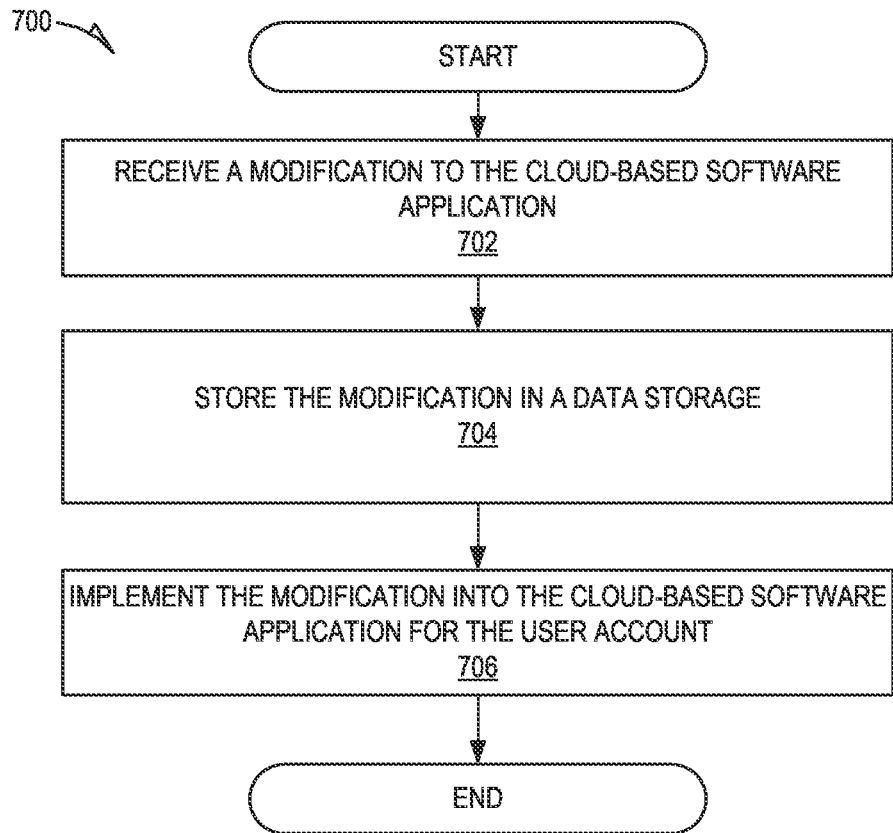 700
START
RECEIVE A MODIFICATION TO THE CLOUD-BASED SOFTWARE
APPLICATION
702
STORE THE MODIFICATION IN A DATA STORAGE
704
IMPLEMENT THE MODIFICATION INTO THE CLOUD-BASED SOFTWARE
APPLICATION FOR THE USER ACCOUNT
706
END